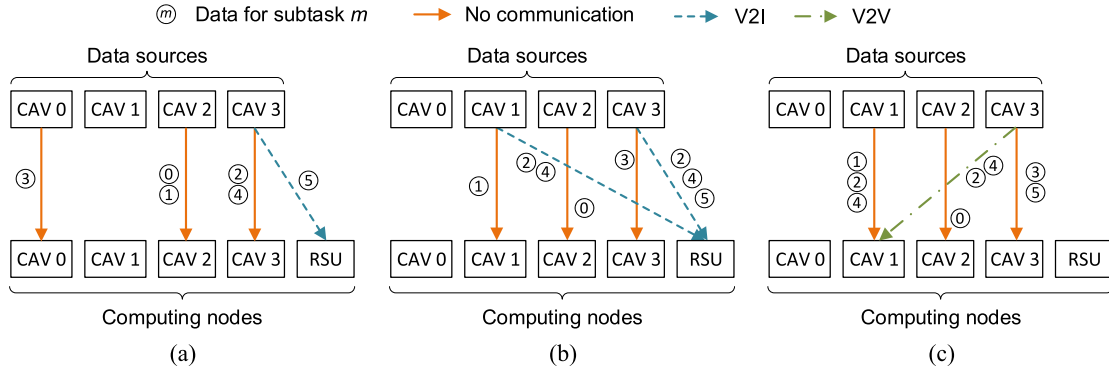 m Data for subtask m No communication V2I V2V
Data sources Data sources Data sources
CAV 0 CAV 1 CAV 2 CAV 3 CAV 0 CAV 1 CAV 2 CAV 3 CAV 0 CAV 1 CAV 2 CAV 3
3 0 1 2 4 5 1 2 4 0 3 2 4 5 1 2 4 2 4 0 3 5
CAV 0 CAV 1 CAV 2 CAV 3 RSU CAV 0 CAV 1 CAV 2 CAV 3 RSU CAV 0 CAV 1 CAV 2 CAV 3 RSU
Computing nodes Computing nodes Computing nodes
(a) (b) (c)